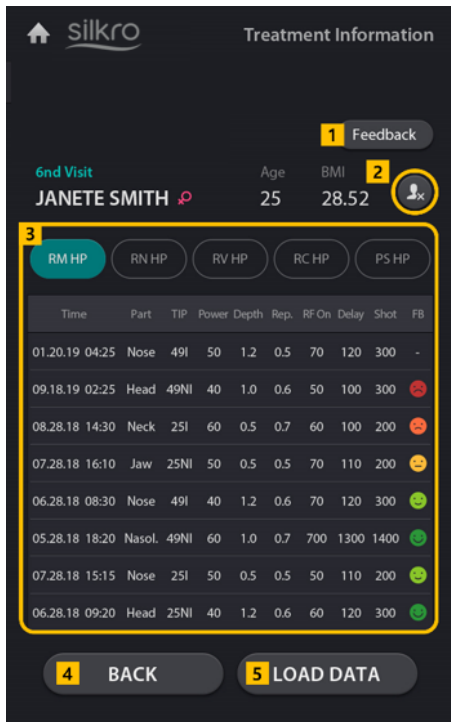 silkro Treatment Information
1 Feedback
6nd Visit Age BMI 2
JANETE SMITH 25 28.52
3
RM HP RN HP RV HP RC HP PS HP
Time Part TIP Power Depth Rep. RF On Delay Shot FB
01.20.19 04:25 Nose 49I 50 1.2 0.5 70 120 300 -
09.18.19 02:25 Head 49NI 40 1.0 0.6 50 100 300
08.28.18 14:30 Neck 25I 60 0.5 0.7 60 100 200
07.28.18 16:10 Jaw 25NI 50 0.5 0.5 70 110 200
06.28.18 08:30 Nose 49I 40 1.2 0.6 70 120 300
05.28.18 18:20 Nasol. 49NI 60 1.0 0.7 700 1300 1400
07.28.18 15:15 Nose 25I 50 0.5 0.5 50 110 200
06.28.18 09:20 Head 25NI 40 1.2 0.6 60 120 300
4 BACK 5 LOAD DATA